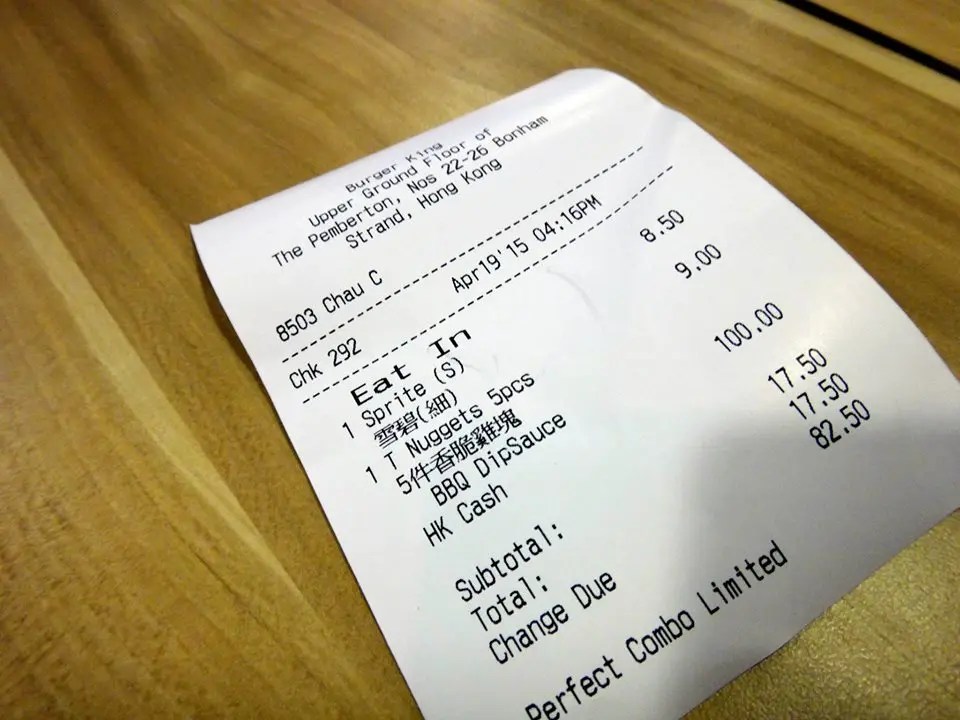 Burger King
Upper Ground Floor of
The Pemberton, Nos 22-26 Bonham
Strand, Hong Kong
8503 Chau C
Chk 292 Apr19'15 04:16PM
Eat In
1 Sprite (S) 8.50
雪碧(細)
1 T Nuggets 5pcs 9.00
5件香脆雞塊
BBQ DipSauce
HK Cash 100.00
Subtotal: 17.50
Total: 17.50
Change Due 82.50
Perfect Combo Limited